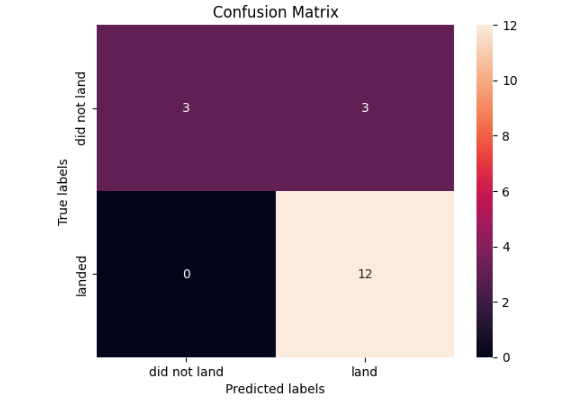 Confusion Matrix
True labels
did not land
landed
3
3
0
12
did not land
land
Predicted labels
12
10
8
6
4
2
0